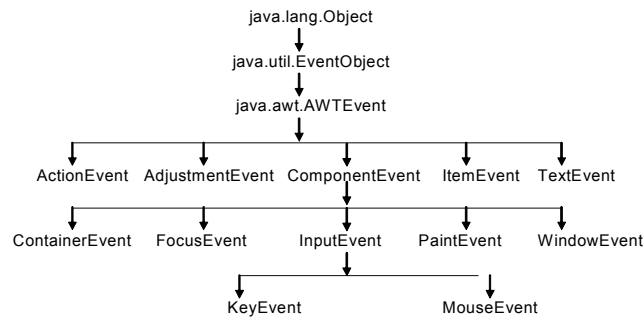 java.lang.Object
java.util.EventObject
java.awt.AWTEvent
ActionEvent AdjustmentEvent ComponentEvent ItemEvent TextEvent
ContainerEvent FocusEvent InputEvent PaintEvent WindowEvent
KeyEvent MouseEvent